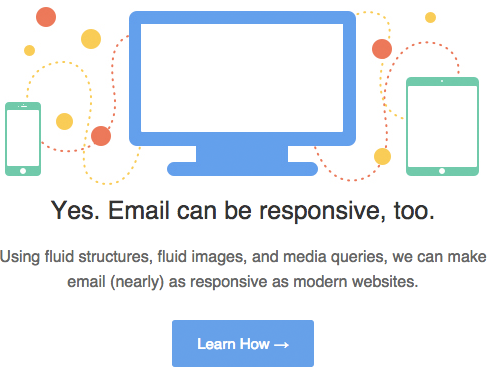 Yes. Email can be responsive, too.
Using fluid structures, fluid images, and media queries, we can make
email (nearly) as responsive as modern websites.
Learn How →